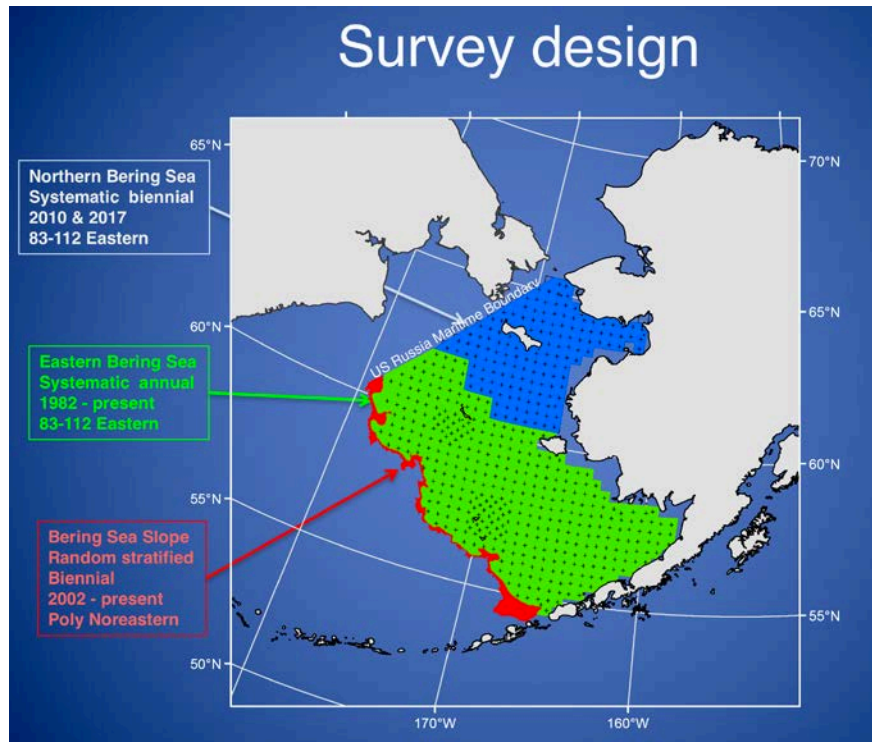 Survey design
65°N
70°N
Northern Bering Sea
Systematic biennial
2010 & 2017
83-112 Eastern
US Russia Maritime Boundary
65°N
60°N
Eastern Bering Sea
Systematic annual
1982 - present
83-112 Eastern
60°N
55°N
Bering Sea Slope
Random stratified
Biennial
2002 - present
Poly Noreastern
55°N
50°N
170°W
160°W